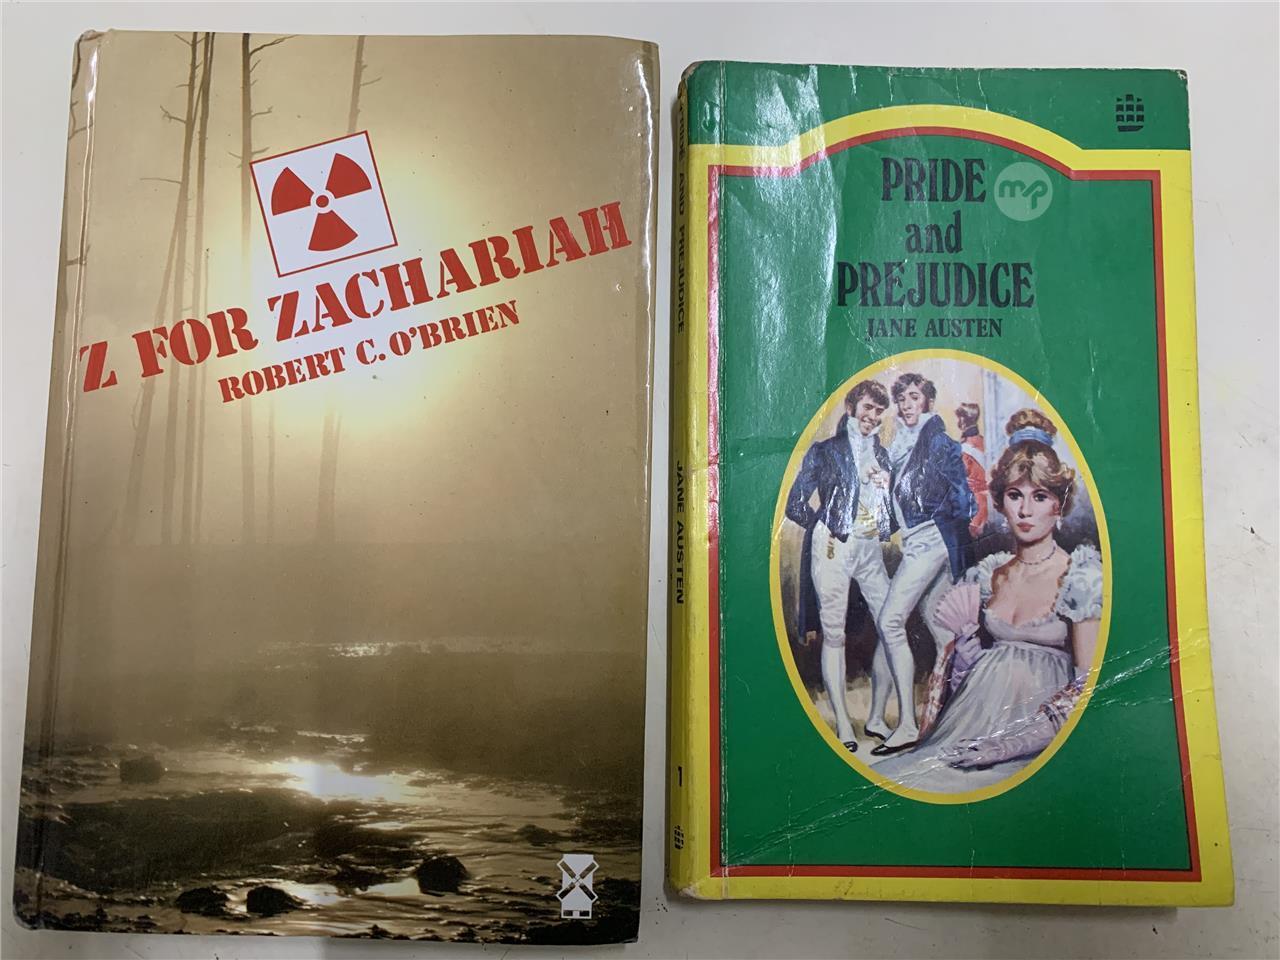 Z FOR ZACHARIAH
ROBERT C. O'BRIEN
PRIDE AND PREJUDICE JANE AUSTEN 1
PRIDE
and
PREJUDICE
JANE AUSTEN
mp